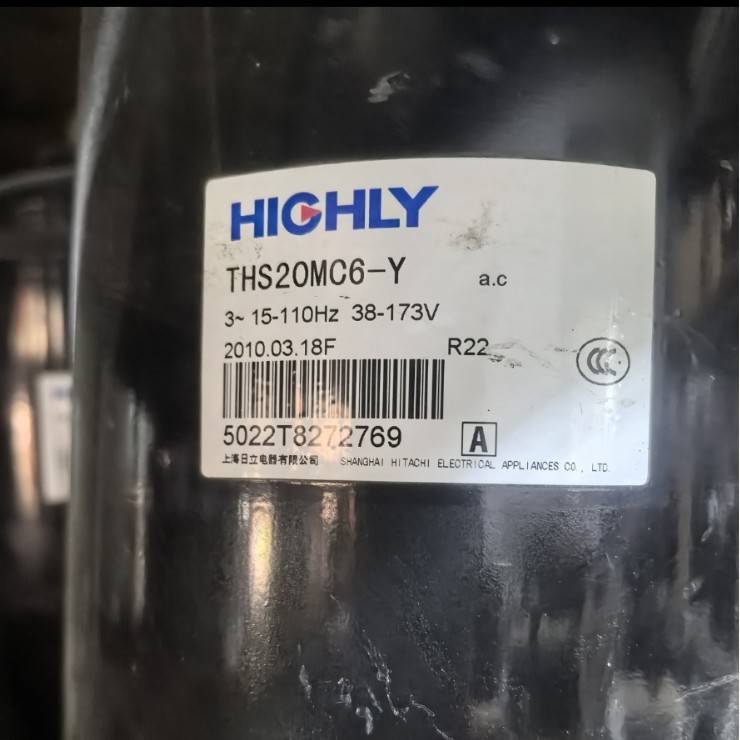 HIGHLY
THS20MC6-Y a.c
3~ 15-110Hz 38-173V
2010.03.18F R22
CCC
5022T8272769 A
上海日立电器有限公司 SHANGHAI HITACHI ELECTRICAL APPLIANCES CO., LTD.